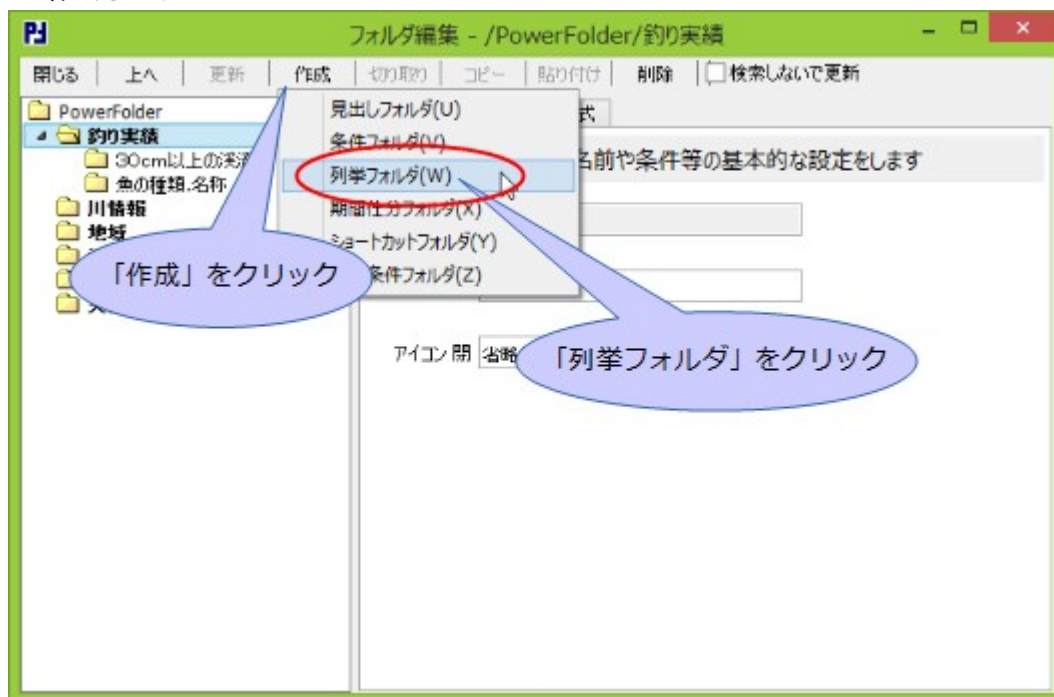 フォルダ編集 - /PowerFolder/釣り実績
閉じる 上へ 更新 作成 切り取り コピー 貼り付け 削除 検索しないで更新
PowerFolder
釣り実績
30cm以上の渓流
魚の種類.名称
川情報
地域
見出しフォルダ(U)
条件フォルダ(V)
列挙フォルダ(W)
期間仕分フォルダ(X)
ショートカットフォルダ(Y)
条件フォルダ(Z)
式
名前や条件等の基本的な設定をします
「作成」をクリック
アイコン 開 省略
「列挙フォルダ」をクリック